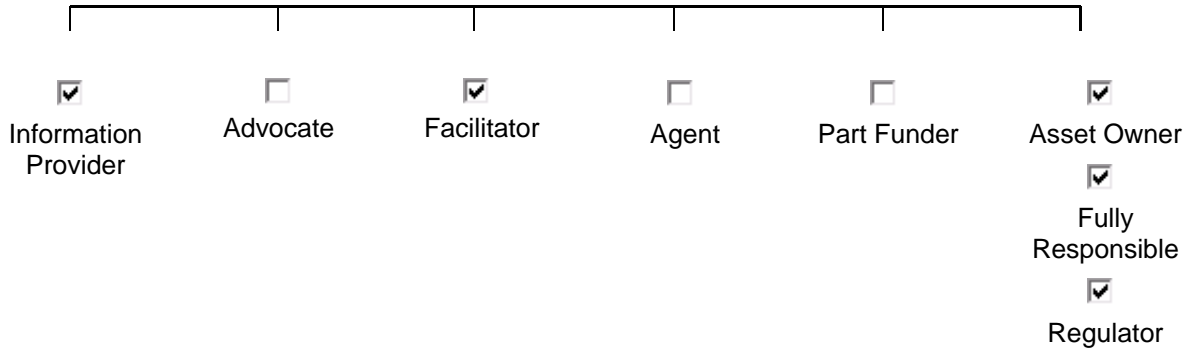 Information
Provider
Advocate
Facilitator
Agent
Part Funder
Asset Owner
Fully
Responsible
Regulator